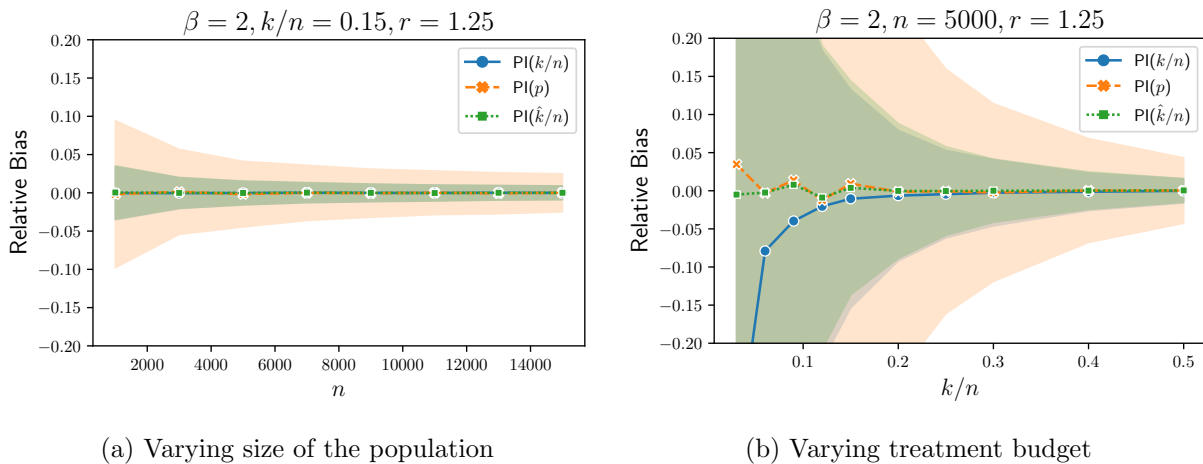 β = 2, k/n = 0.15, r = 1.25
0.20
0.15
0.10
0.05
0.00
−0.05
−0.10
−0.15
−0.20
Relative Bias
PI(k/n)
PI(p)
PI(k̂/n)
2000 4000 6000 8000 10000 12000 14000
n
(a) Varying size of the population
β = 2, n = 5000, r = 1.25
0.20
0.15
0.10
0.05
0.00
−0.05
−0.10
−0.15
−0.20
Relative Bias
PI(k/n)
PI(p)
PI(k̂/n)
0.1 0.2 0.3 0.4 0.5
k/n
(b) Varying treatment budget